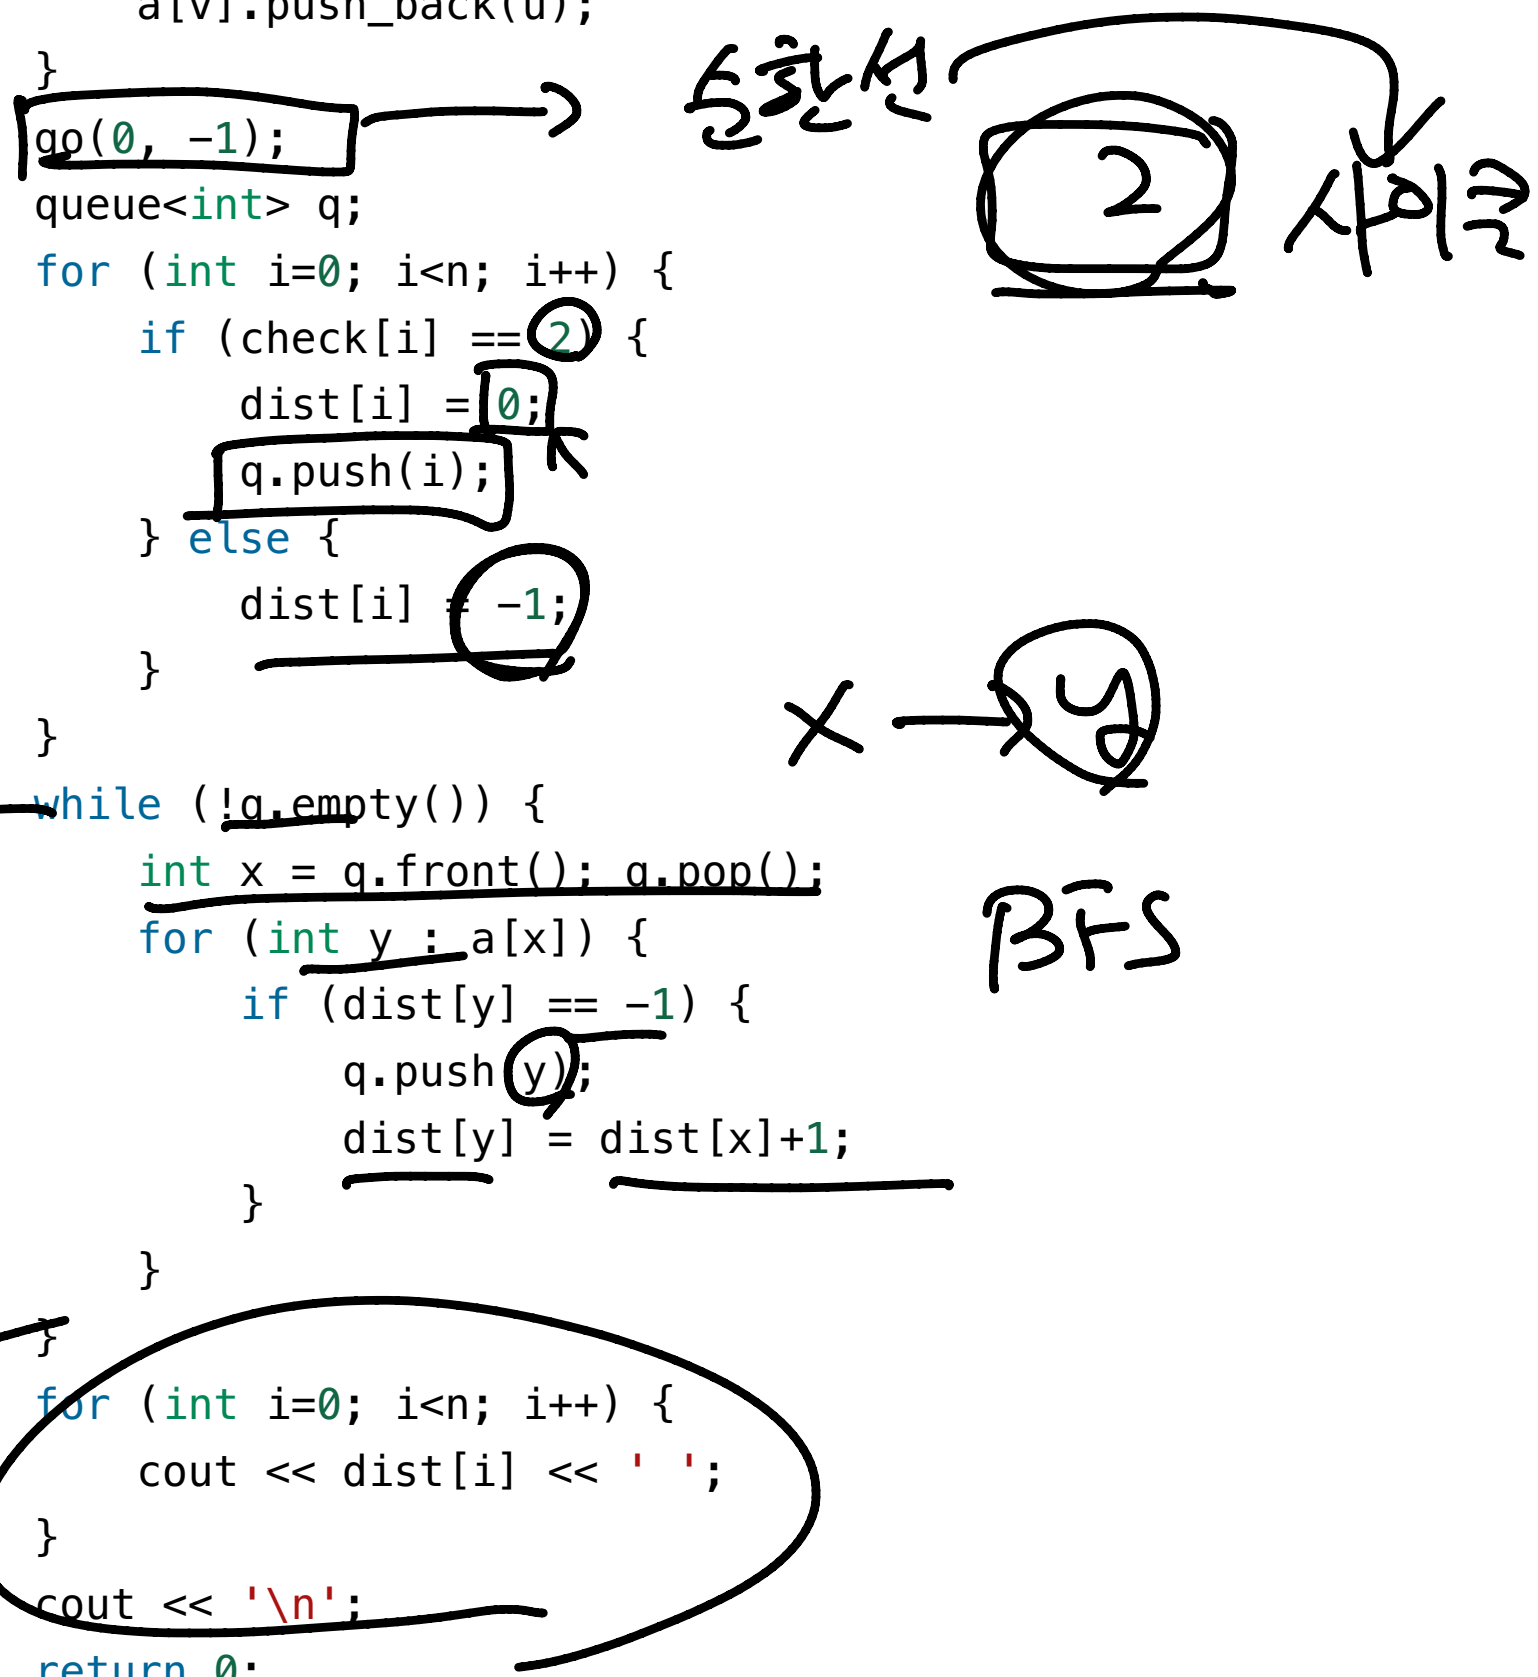 a[v].push_back(u);
}
go(0, -1);
순환선
2
사이클
queue<int> q;
for (int i=0; i<n; i++) {
if (check[i] == 2) {
dist[i] = 0;
q.push(i);
} else {
dist[i] = -1;
}
}
x
y
while (!q.empty()) {
int x = q.front(); q.pop();
for (int y : a[x]) {
BFS
if (dist[y] == -1) {
q.push(y);
dist[y] = dist[x]+1;
}
}
}
for (int i=0; i<n; i++) {
cout << dist[i] << ' ';
}
cout << '\n';
return 0;